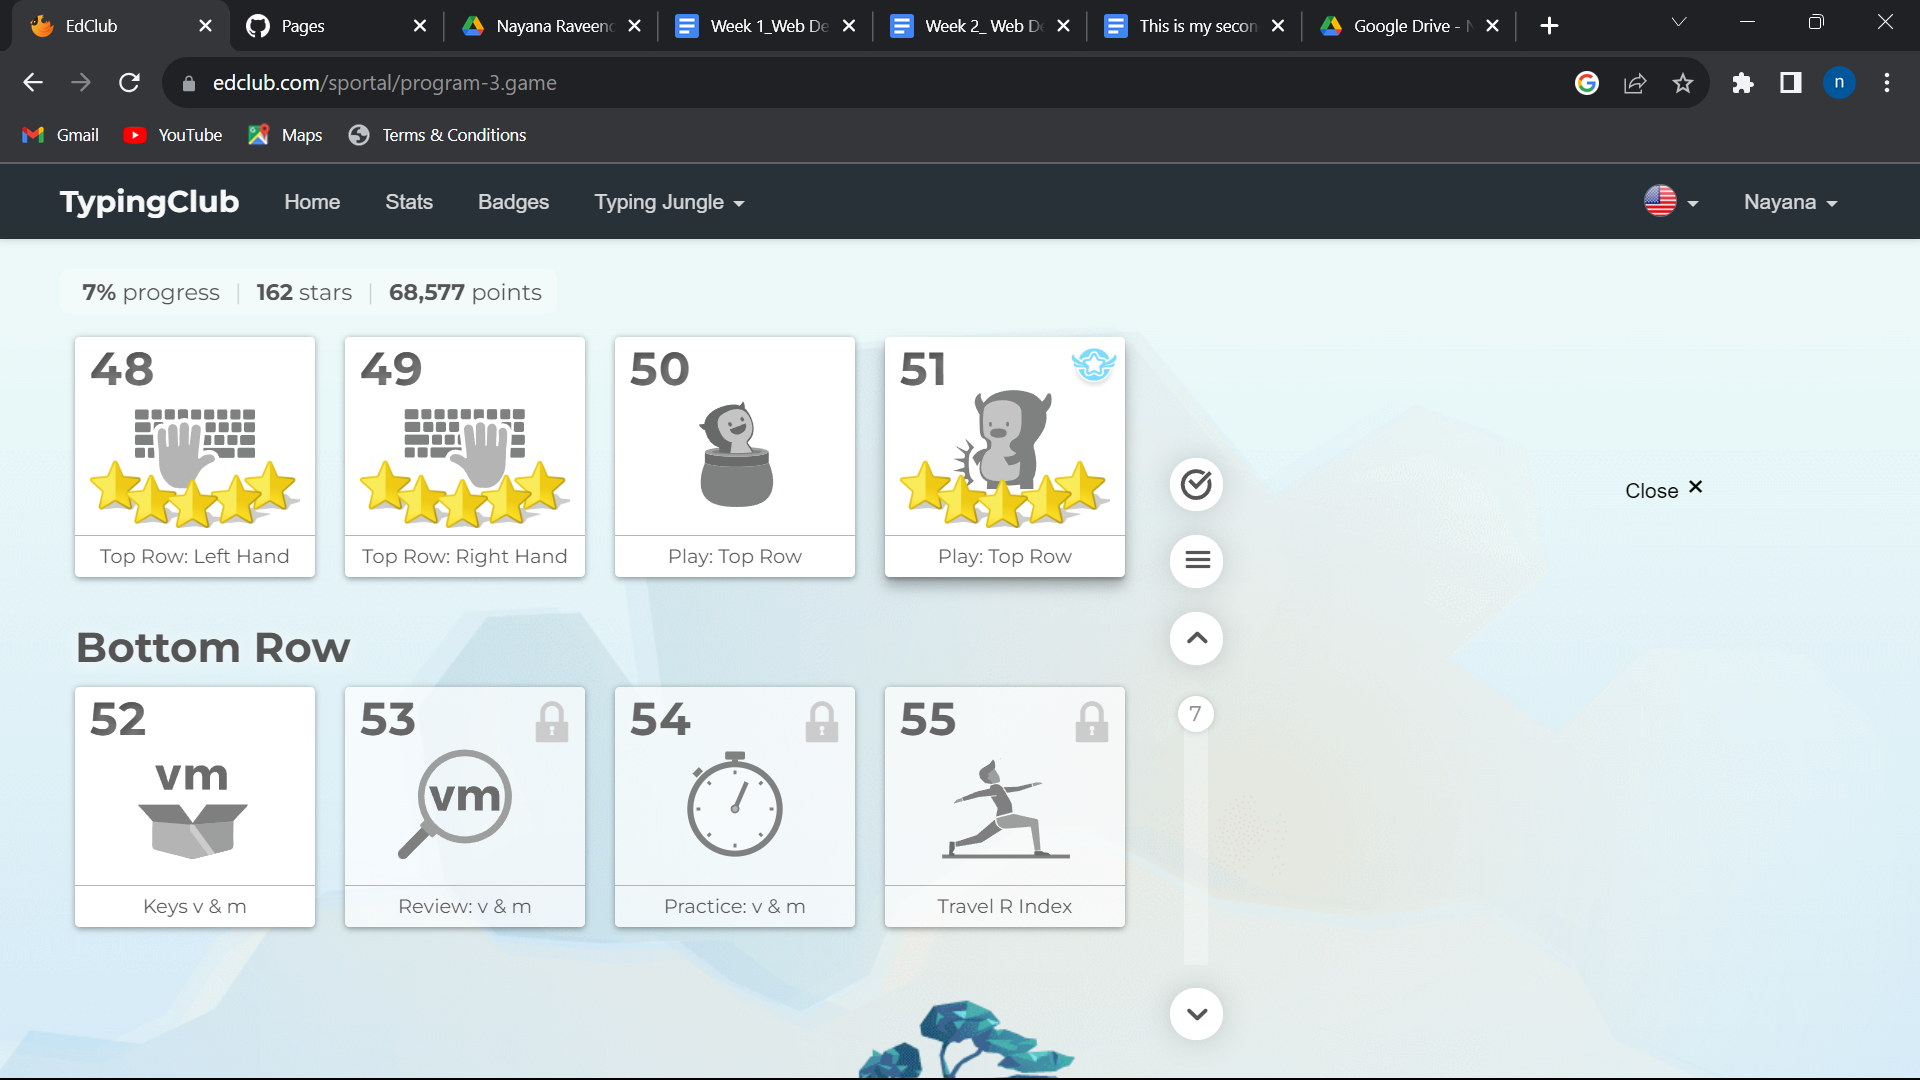 EdClub
Pages
Nayana Raveend
Week 1_Web De
Week 2_ Web De
This is my secon
Google Drive - N
edclub.com/sportal/program-3.game
n
Gmail
YouTube
Maps
Terms & Conditions
TypingClub
Home
Stats
Badges
Typing Jungle
Nayana
7% progress | 162 stars | 68,577 points
48
49
50
51
Top Row: Left Hand
Top Row: Right Hand
Play: Top Row
Play: Top Row
Close ×
Bottom Row
7
52
53
54
55
vm
vm
Keys v & m
Review: v & m
Practice: v & m
Travel R Index